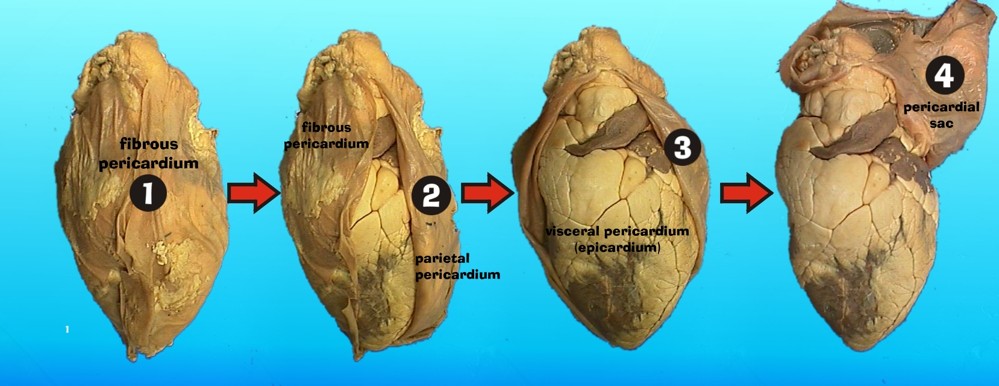 fibrous
pericardium
1
fibrous
pericardium
2
parietal
pericardium
3
visceral pericardium
(epicardium)
4
pericardial
sac
1